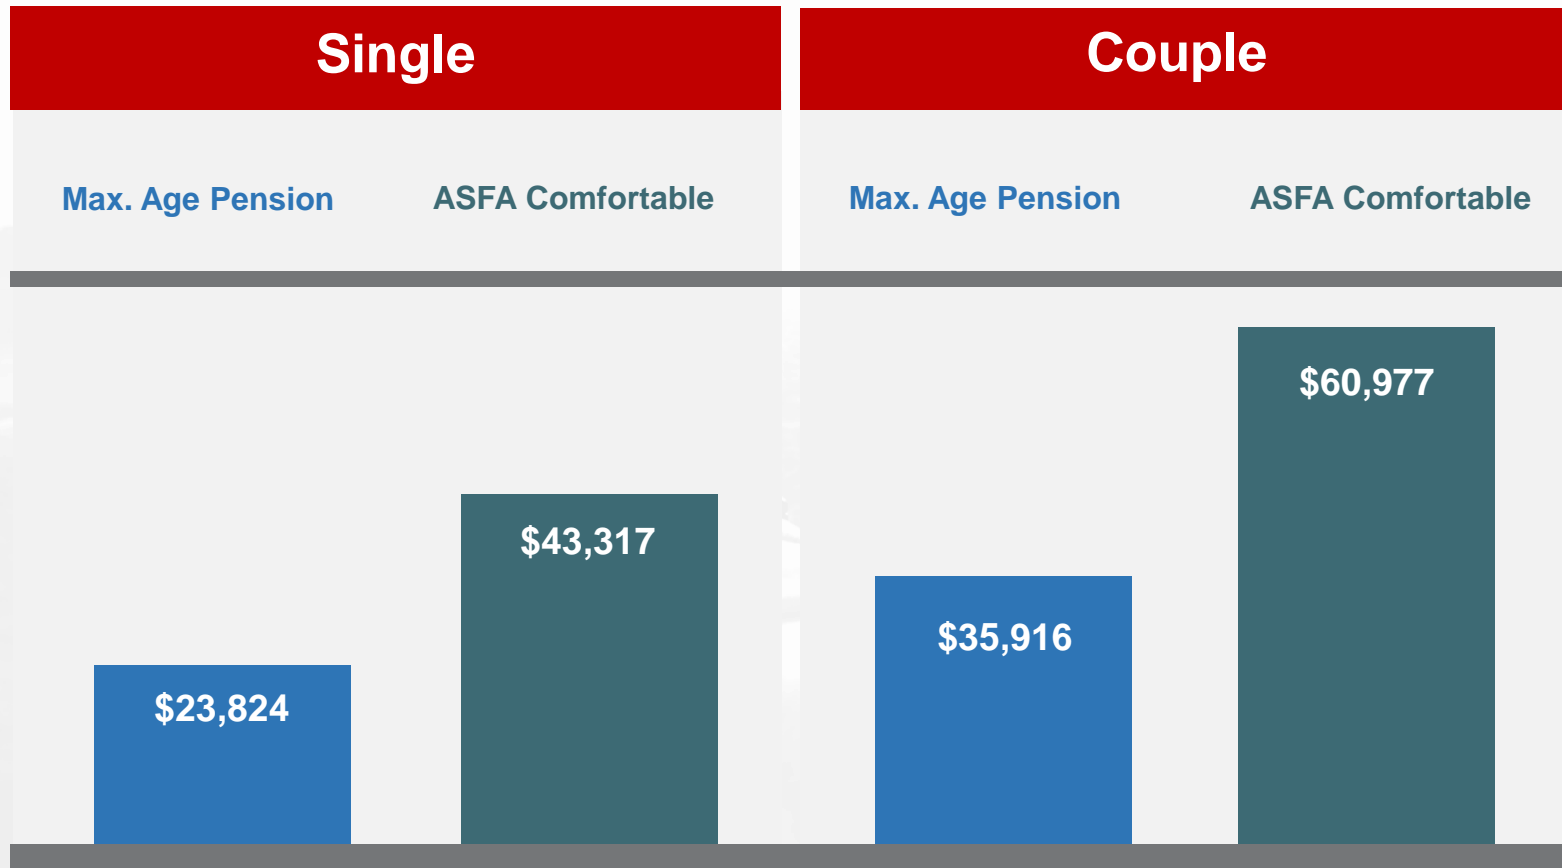 Single
Couple
Max. Age Pension
ASFA Comfortable
Max. Age Pension
ASFA Comfortable
$60,977
$43,317
$35,916
$23,824